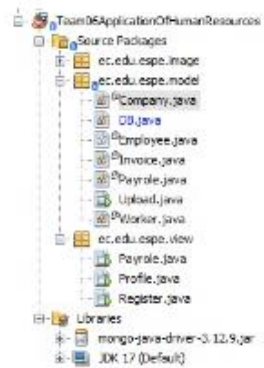 Team06ApplicationOfHumanResources
Source Packages
ec.edu.espe.image
ec.edu.espe.model
Company.java
DB.java
Employee.java
Invoice.java
Payrole.java
Upload.java
Worker.java
ec.edu.espe.view
Payrole.java
Profile.java
Register.java
Libraries
mongo-java-driver-3.12.9.jar
JDK 17 (Default)